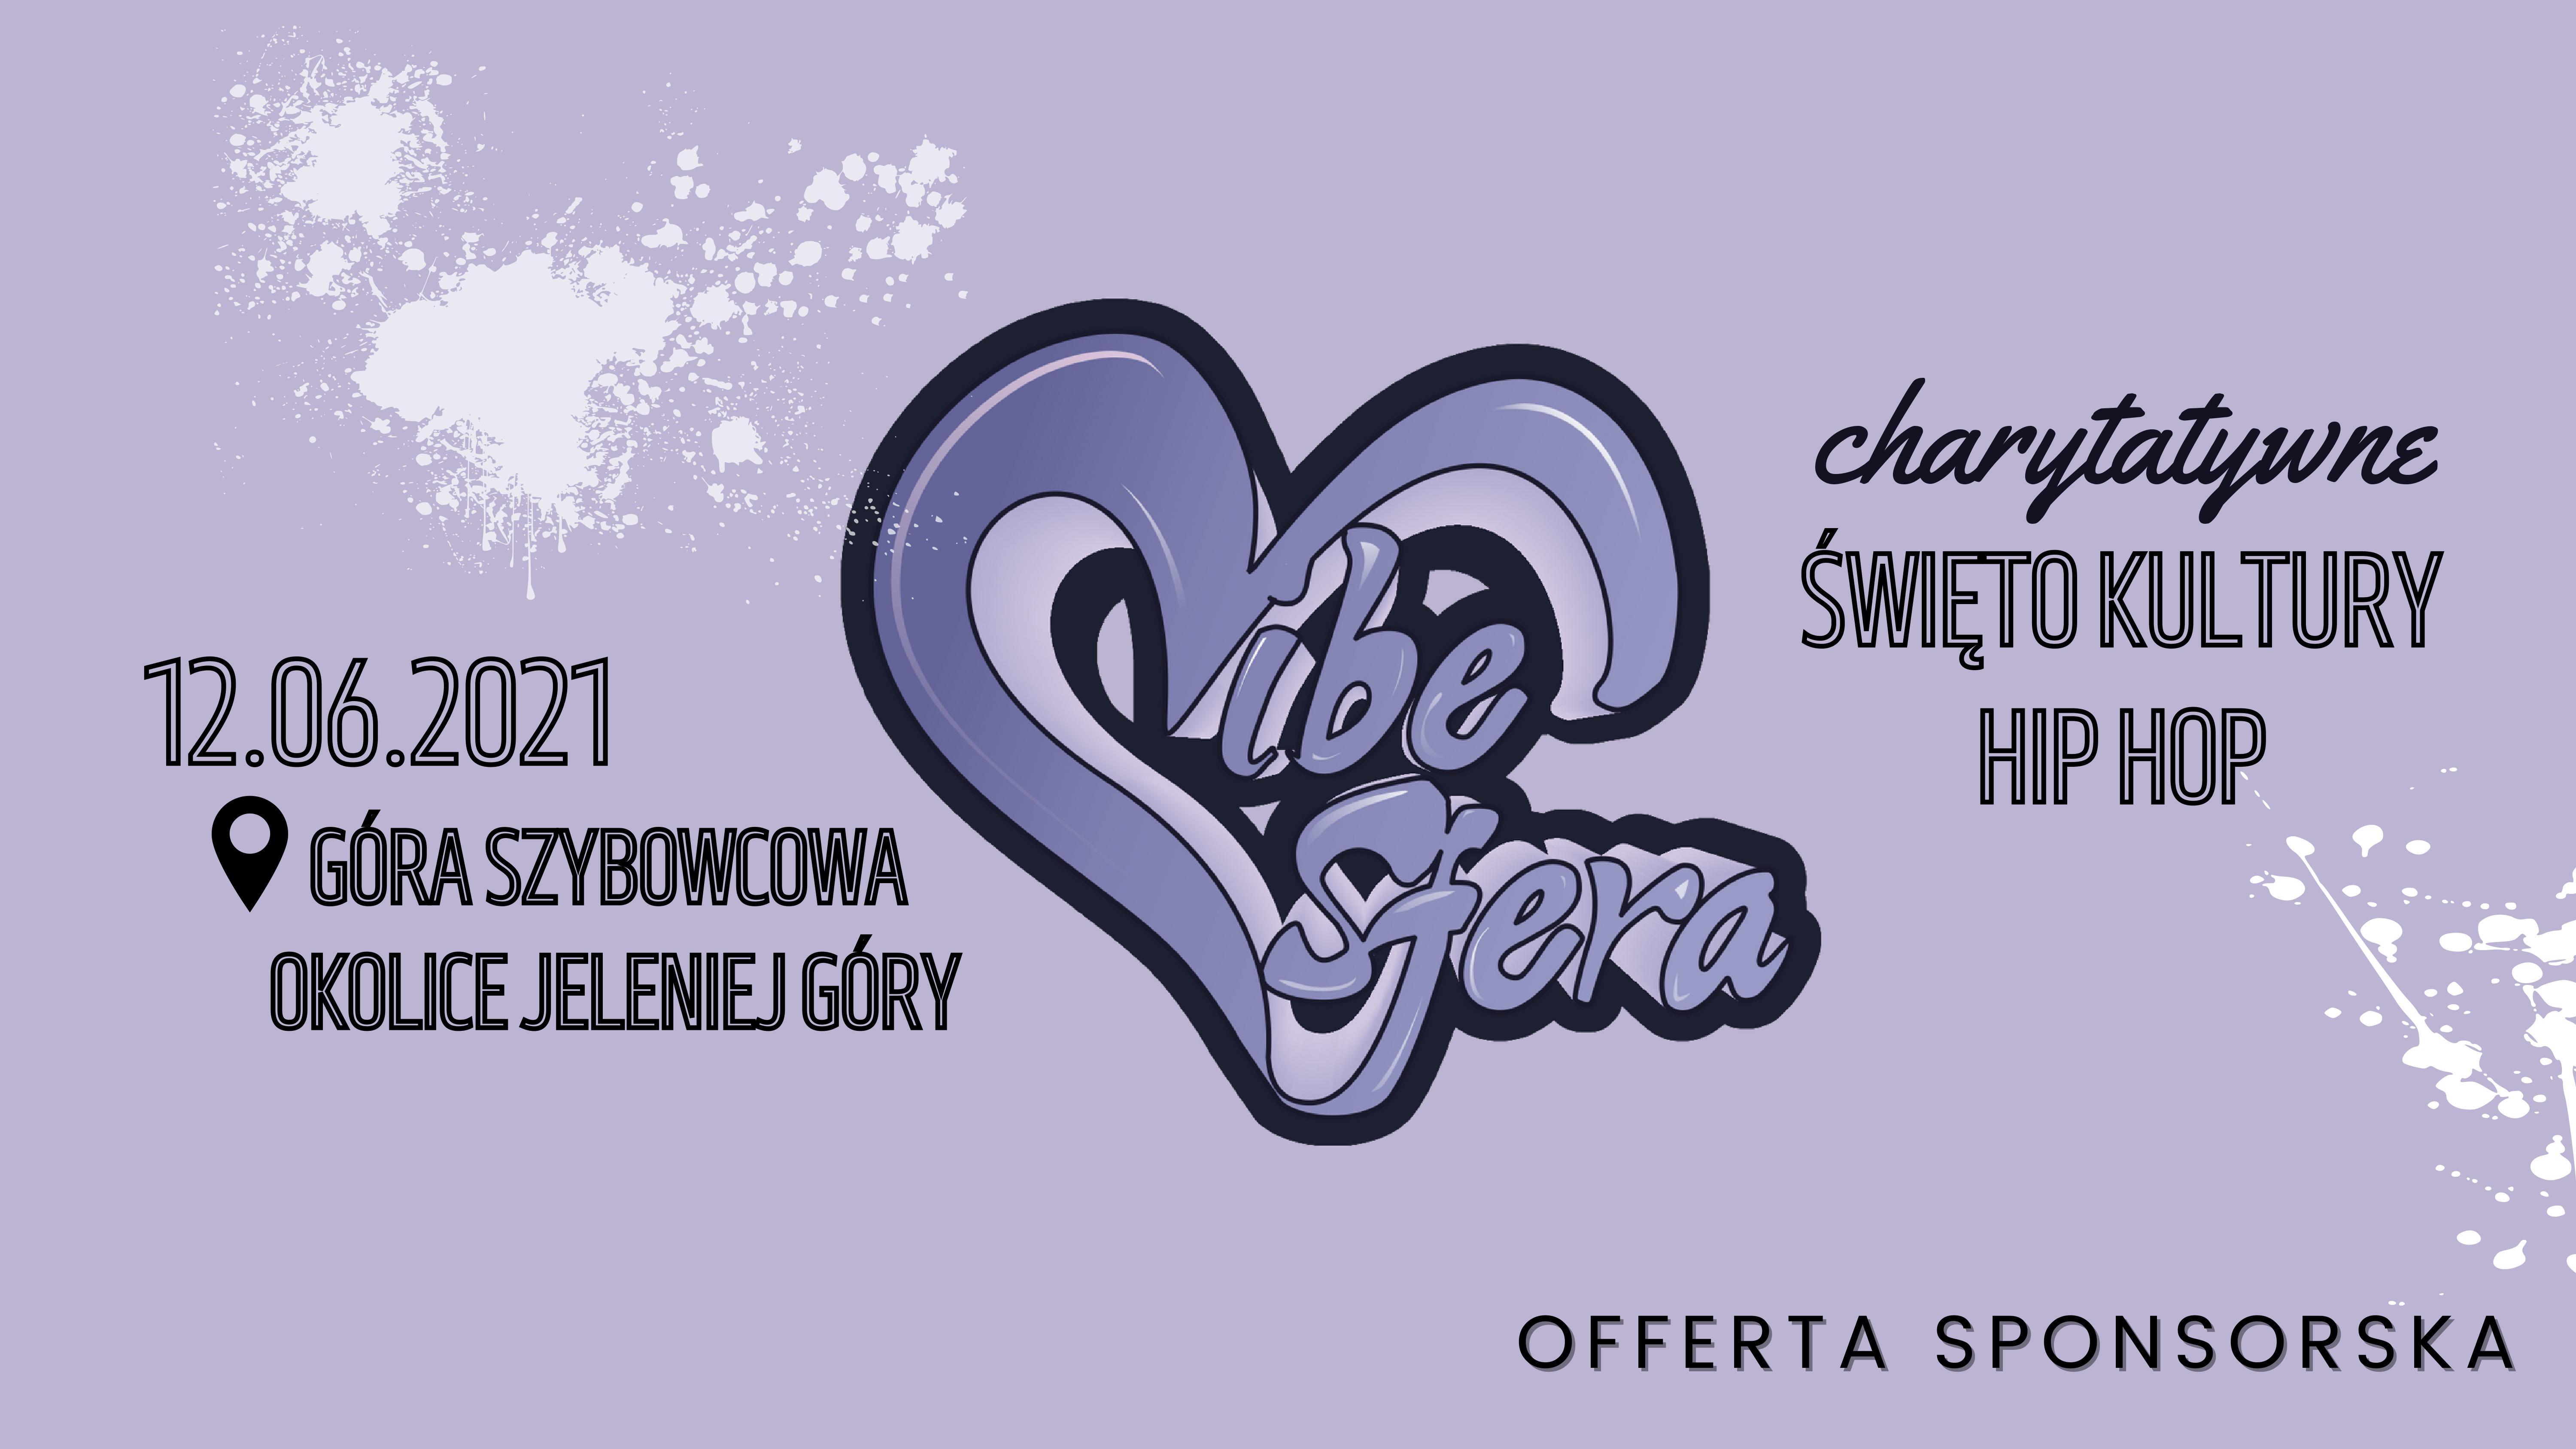 12.06.2021
GÓRA SZYBOWCOWA
OKOLICE JELENIEJ GÓRY
Vibe
Sfera
charytatywne
ŚWIĘTO KULTURY
HIP HOP
OFFERTA SPONSORSKA